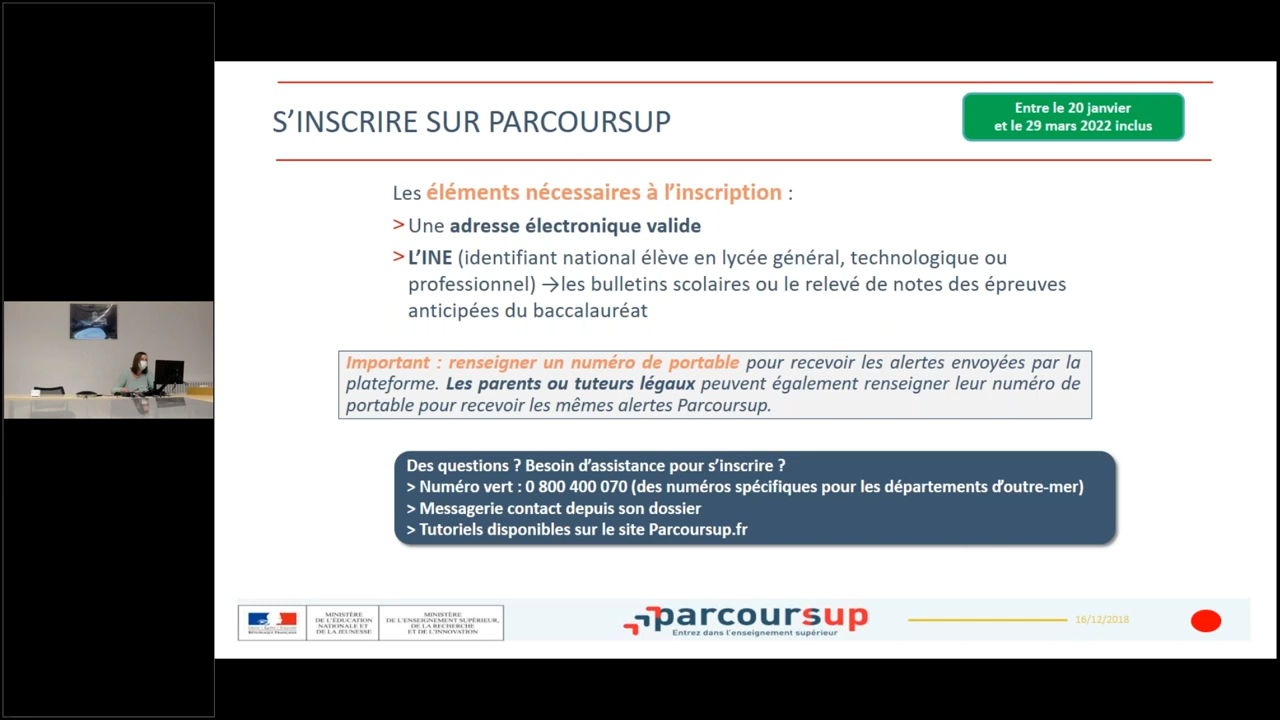 S’INSCRIRE SUR PARCOURSUP
Entre le 20 janvier
et le 29 mars 2022 inclus
Les éléments nécessaires à l’inscription :
> Une adresse électronique valide
> L’INE (identifiant national élève en lycée général, technologique ou
professionnel) →les bulletins scolaires ou le relevé de notes des épreuves
anticipées du baccalauréat
Important : renseigner un numéro de portable pour recevoir les alertes envoyées par la
plateforme. Les parents ou tuteurs légaux peuvent également renseigner leur numéro de
portable pour recevoir les mêmes alertes Parcoursup.
Des questions ? Besoin d’assistance pour s’inscrire ?
> Numéro vert : 0 800 400 070 (des numéros spécifiques pour les départements d’outre-mer)
> Messagerie contact depuis son dossier
> Tutoriels disponibles sur le site Parcoursup.fr
RÉPUBLIQUE FRANÇAISE
MINISTÈRE
DE L’ÉDUCATION
NATIONALE ET
DE LA JEUNESSE
MINISTÈRE
DE L’ENSEIGNEMENT SUPÉRIEUR,
DE LA RECHERCHE
ET DE L’INNOVATION
parcoursup
Entrez dans l’enseignement supérieur
16/12/2018